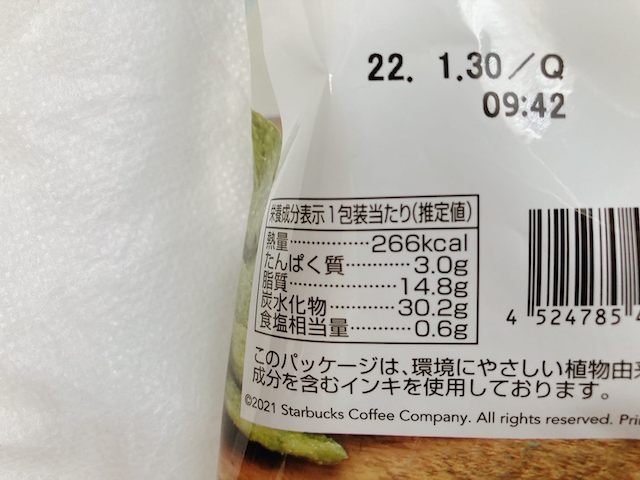 22. 1.30/Q
09:42
栄養成分表示1包装当たり(推定値)
熱量……………266kcal
たんぱく質………3.0g
脂質………………14.8g
炭水化物…………30.2g
食塩相当量………0.6g
4 524785 4
このパッケージは、環境にやさしい植物由来
成分を含むインキを使用しております。
©2021 Starbucks Coffee Company. All rights reserved.